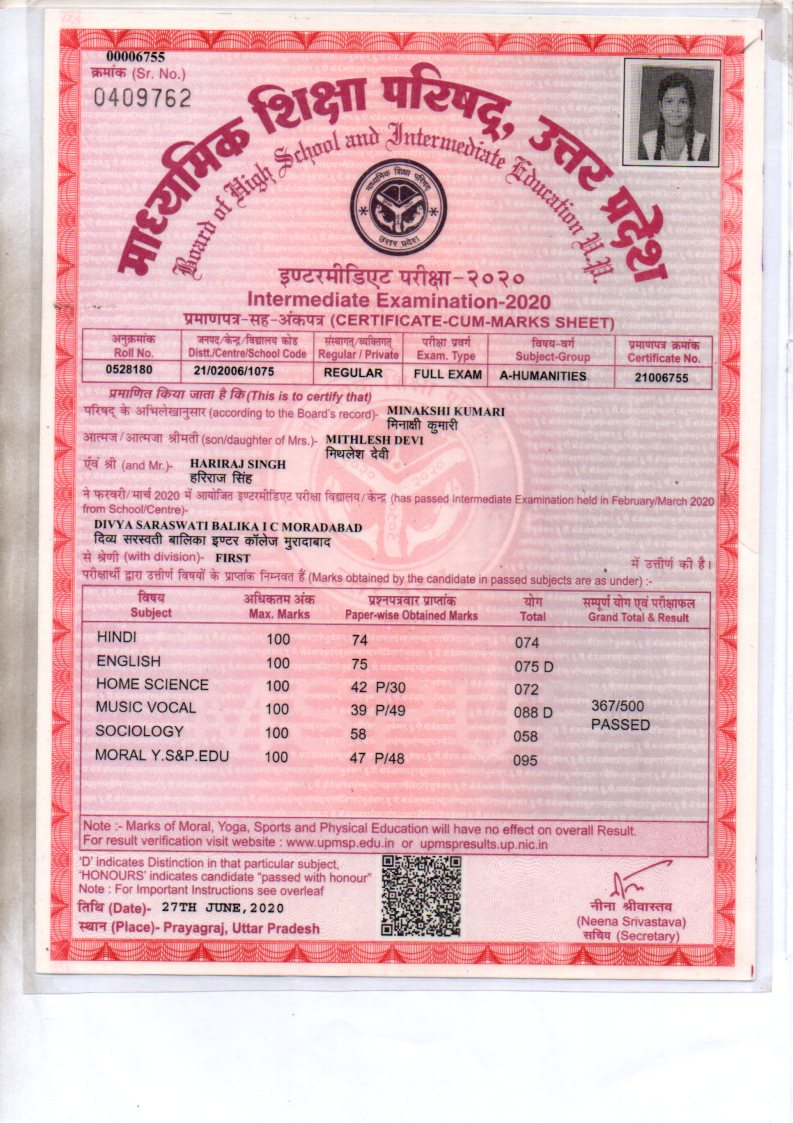 00006755
क्रमांक (Sr. No.)
0409762
माध्यमिक शिक्षा परिषद्, उत्तर प्रदेश
Board of High School and Intermediate Education U.P.
माध्यमिक शिक्षा परिषद्
उत्तर प्रदेश
इण्टरमीडिएट परीक्षा-२०२०
Intermediate Examination-2020
प्रमाणपत्र-सह-अंकपत्र (CERTIFICATE-CUM-MARKS SHEET)
अनुक्रमांक जनपद/केन्द्र/विद्यालय कोड संस्थागत/व्यक्तिगत् परीक्षा प्रवर्ग विषय-वर्ग प्रमाणपत्र क्रमांक
Roll No. Distt./Centre/School Code Regular / Private Exam. Type Subject-Group Certificate No.
0528180 21/02006/1075 REGULAR FULL EXAM A-HUMANITIES 21006755
प्रमाणित किया जाता है कि (This is to certify that)
परिषद् के अभिलेखानुसार (according to the Board's record)- MINAKSHI KUMARI
मिनाक्षी कुमारी
आत्मज/आत्मजा श्रीमती (son/daughter of Mrs.)- MITHLESH DEVI
मिथलेश देवी
एंवं श्री (and Mr.)- HARIRAJ SINGH
हरिराज सिंह
ने फरवरी/मार्च 2020 में आयोजित इण्टरमीडिएट परीक्षा विद्यालय/केन्द्र (has passed Intermediate Examination held in February/March 2020
from School/Centre)-
DIVYA SARASWATI BALIKA I C MORADABAD
दिव्य सरस्वती बालिका इण्टर कॉलेज मुरादाबाद
से श्रेणी (with division)- FIRST में उत्तीर्ण की है।
परीक्षार्थी द्वारा उत्तीर्ण विषयों के प्राप्तांक निम्नवत हैं (Marks obtained by the candidate in passed subjects are as under) :-
विषय अधिकतम अंक प्रश्नपत्रवार प्राप्तांक योग सम्पूर्ण योग एवं परीक्षाफल
Subject Max. Marks Paper-wise Obtained Marks Total Grand Total & Result
HINDI 100 74 074
ENGLISH 100 75 075 D
HOME SCIENCE 100 42 P/30 072
MUSIC VOCAL 100 39 P/49 088 D 367/500
PASSED
SOCIOLOGY 100 58 058
MORAL Y.S&P.EDU 100 47 P/48 095
Note :- Marks of Moral, Yoga, Sports and Physical Education will have no effect on overall Result.
For result verification visit website : www.upmsp.edu.in or upmspresults.up.nic.in
'D' indicates Distinction in that particular subject,
'HONOURS' indicates candidate "passed with honour"
Note : For Important Instructions see overleaf
तिथि (Date)- 27TH JUNE,2020
स्थान (Place)- Prayagraj, Uttar Pradesh
नीना श्रीवास्तव
(Neena Srivastava)
सचिव (Secretary)